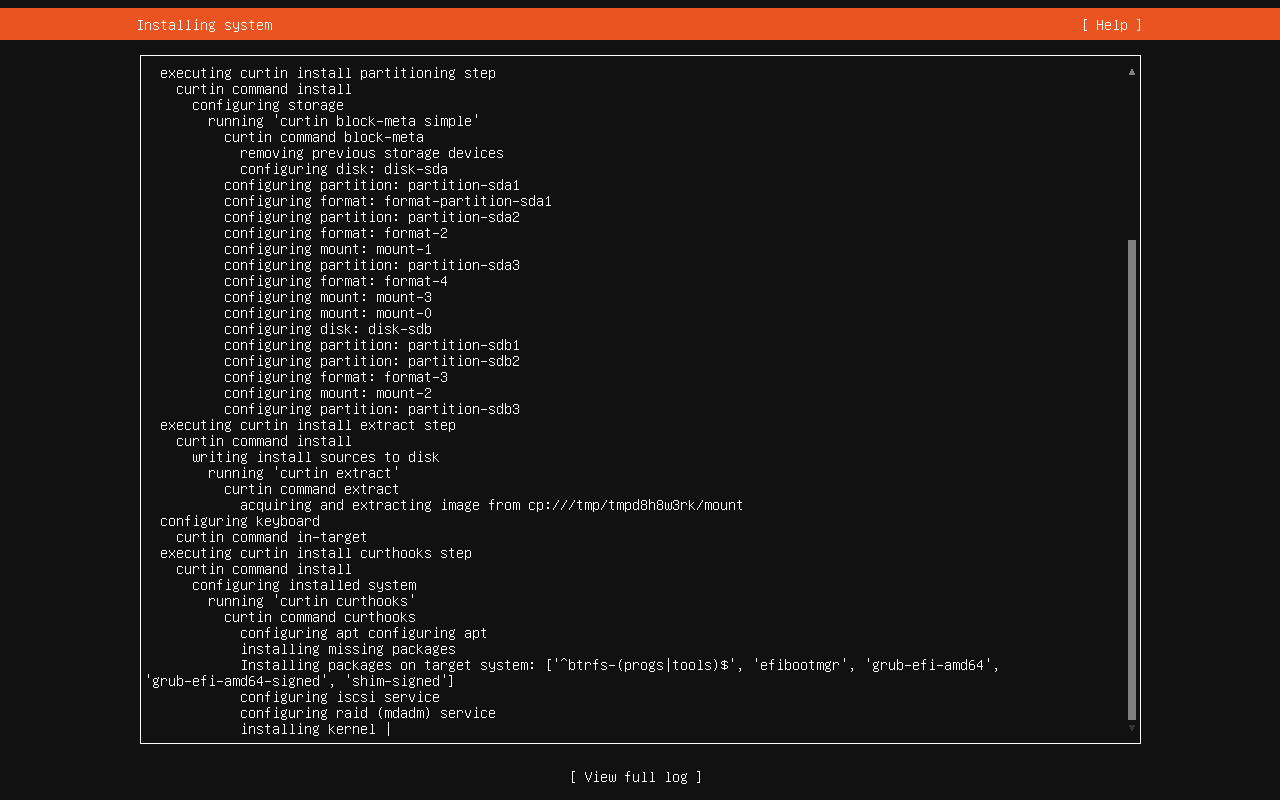 Installing system [ Help ]
executing curtin install partitioning step
curtin command install
configuring storage
running 'curtin block-meta simple'
curtin command block-meta
removing previous storage devices
configuring disk: disk-sda
configuring partition: partition-sda1
configuring format: format-partition-sda1
configuring partition: partition-sda2
configuring format: format-2
configuring mount: mount-1
configuring partition: partition-sda3
configuring format: format-4
configuring mount: mount-3
configuring mount: mount-0
configuring disk: disk-sdb
configuring partition: partition-sdb1
configuring partition: partition-sdb2
configuring format: format-3
configuring mount: mount-2
configuring partition: partition-sdb3
executing curtin install extract step
curtin command install
writing install sources to disk
running 'curtin extract'
curtin command extract
acquiring and extracting image from cp:///tmp/tmpd8h8w3rk/mount
configuring keyboard
curtin command in-target
executing curtin install curthooks step
curtin command install
configuring installed system
running 'curtin curthooks'
curtin command curthooks
configuring apt configuring apt
installing missing packages
Installing packages on target system: ['^btrfs-(progs|tools)$', 'efibootmgr', 'grub-efi-amd64',
'grub-efi-amd64-signed', 'shim-signed']
configuring iscsi service
configuring raid (mdadm) service
installing kernel |
[ View full log ]